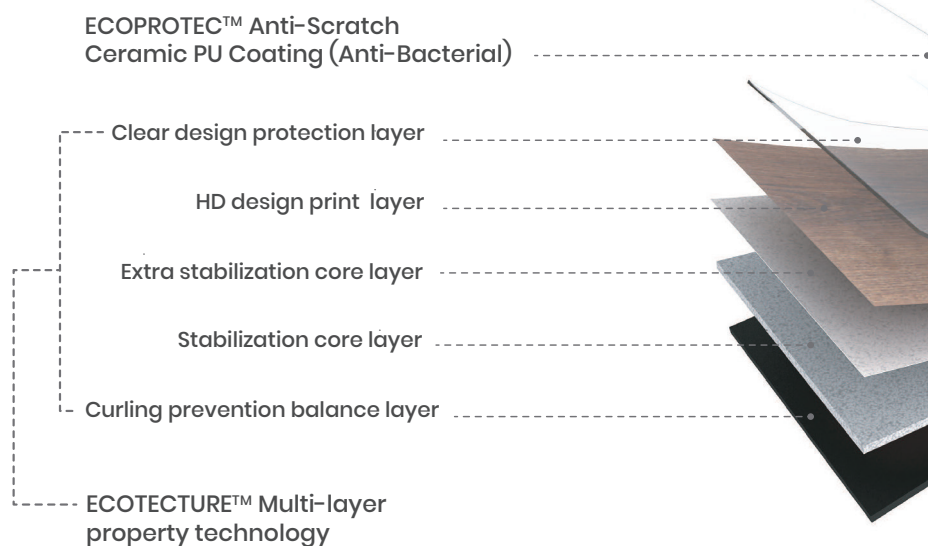 ECOPROTEC™ Anti-Scratch
Ceramic PU Coating (Anti-Bacterial)
Clear design protection layer
HD design print layer
Extra stabilization core layer
Stabilization core layer
Curling prevention balance layer
ECOTECTURE™ Multi-layer
property technology